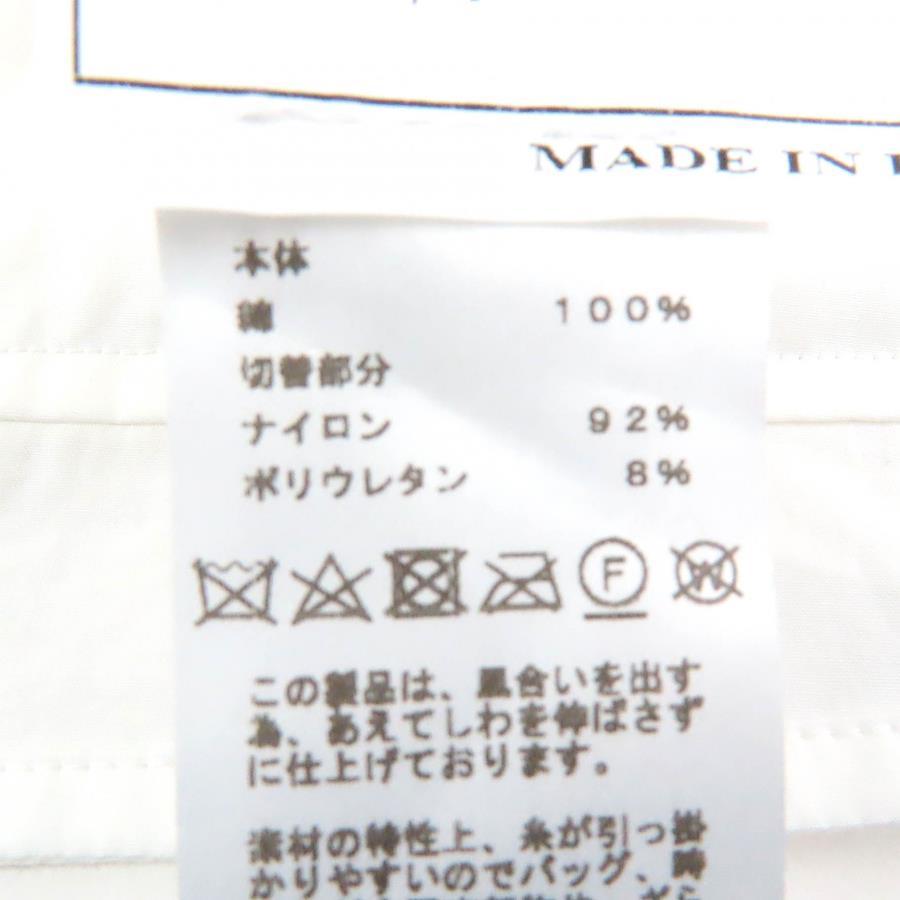 MADE IN
本体
綿 100%
切替部分
ナイロン 92%
ポリウレタン 8%
F
W
この製品は、風合いを出す
為、あえてしわを伸ばさず
に仕上げております。
素材の特性上、糸が引っ掛
かりやすいのでバッグ、時